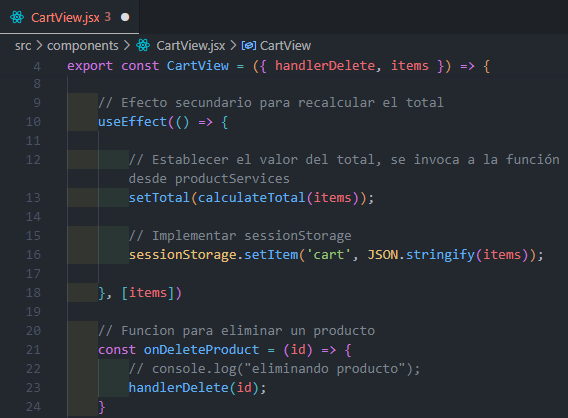 CartView.jsx 3
src > components > CartView.jsx > CartView
4 export const CartView = ({ handlerDelete, items }) => {
8
9 // Efecto secundario para recalcular el total
10 useEffect(() => {
11
12 // Establecer el valor del total, se invoca a la función
desde productServices
13 setTotal(calculateTotal(items));
14
15 // Implementar sessionStorage
16 sessionStorage.setItem('cart', JSON.stringify(items));
17
18 }, [items])
19
20 // Funcion para eliminar un producto
21 const onDeleteProduct = (id) => {
22 // console.log("eliminando producto");
23 handlerDelete(id);
24 }